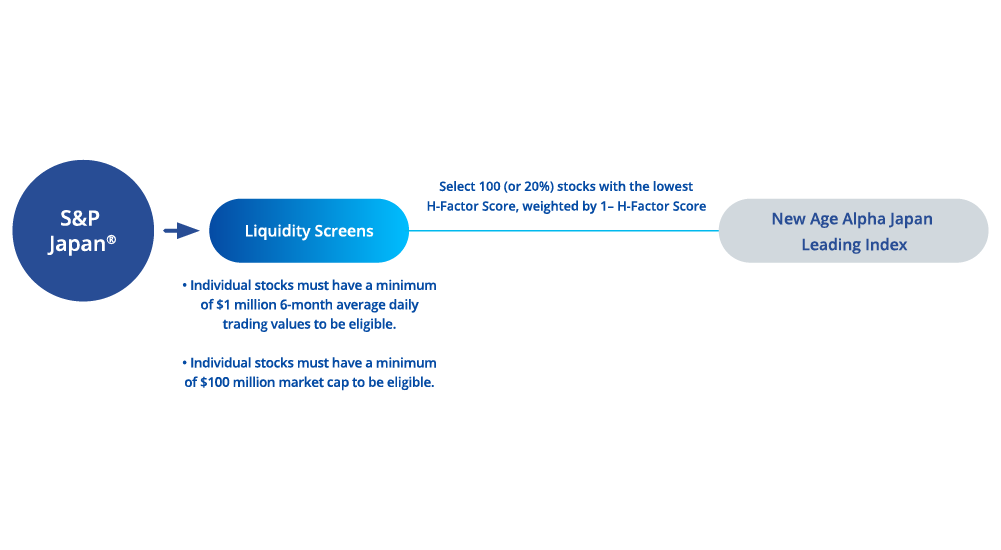 S&P
Japan®
Liquidity Screens
• Individual stocks must have a minimum
of $1 million 6-month average daily
trading values to be eligible.
• Individual stocks must have a minimum
of $100 million market cap to be eligible.
Select 100 (or 20%) stocks with the lowest
H-Factor Score, weighted by 1– H-Factor Score
New Age Alpha Japan
Leading Index